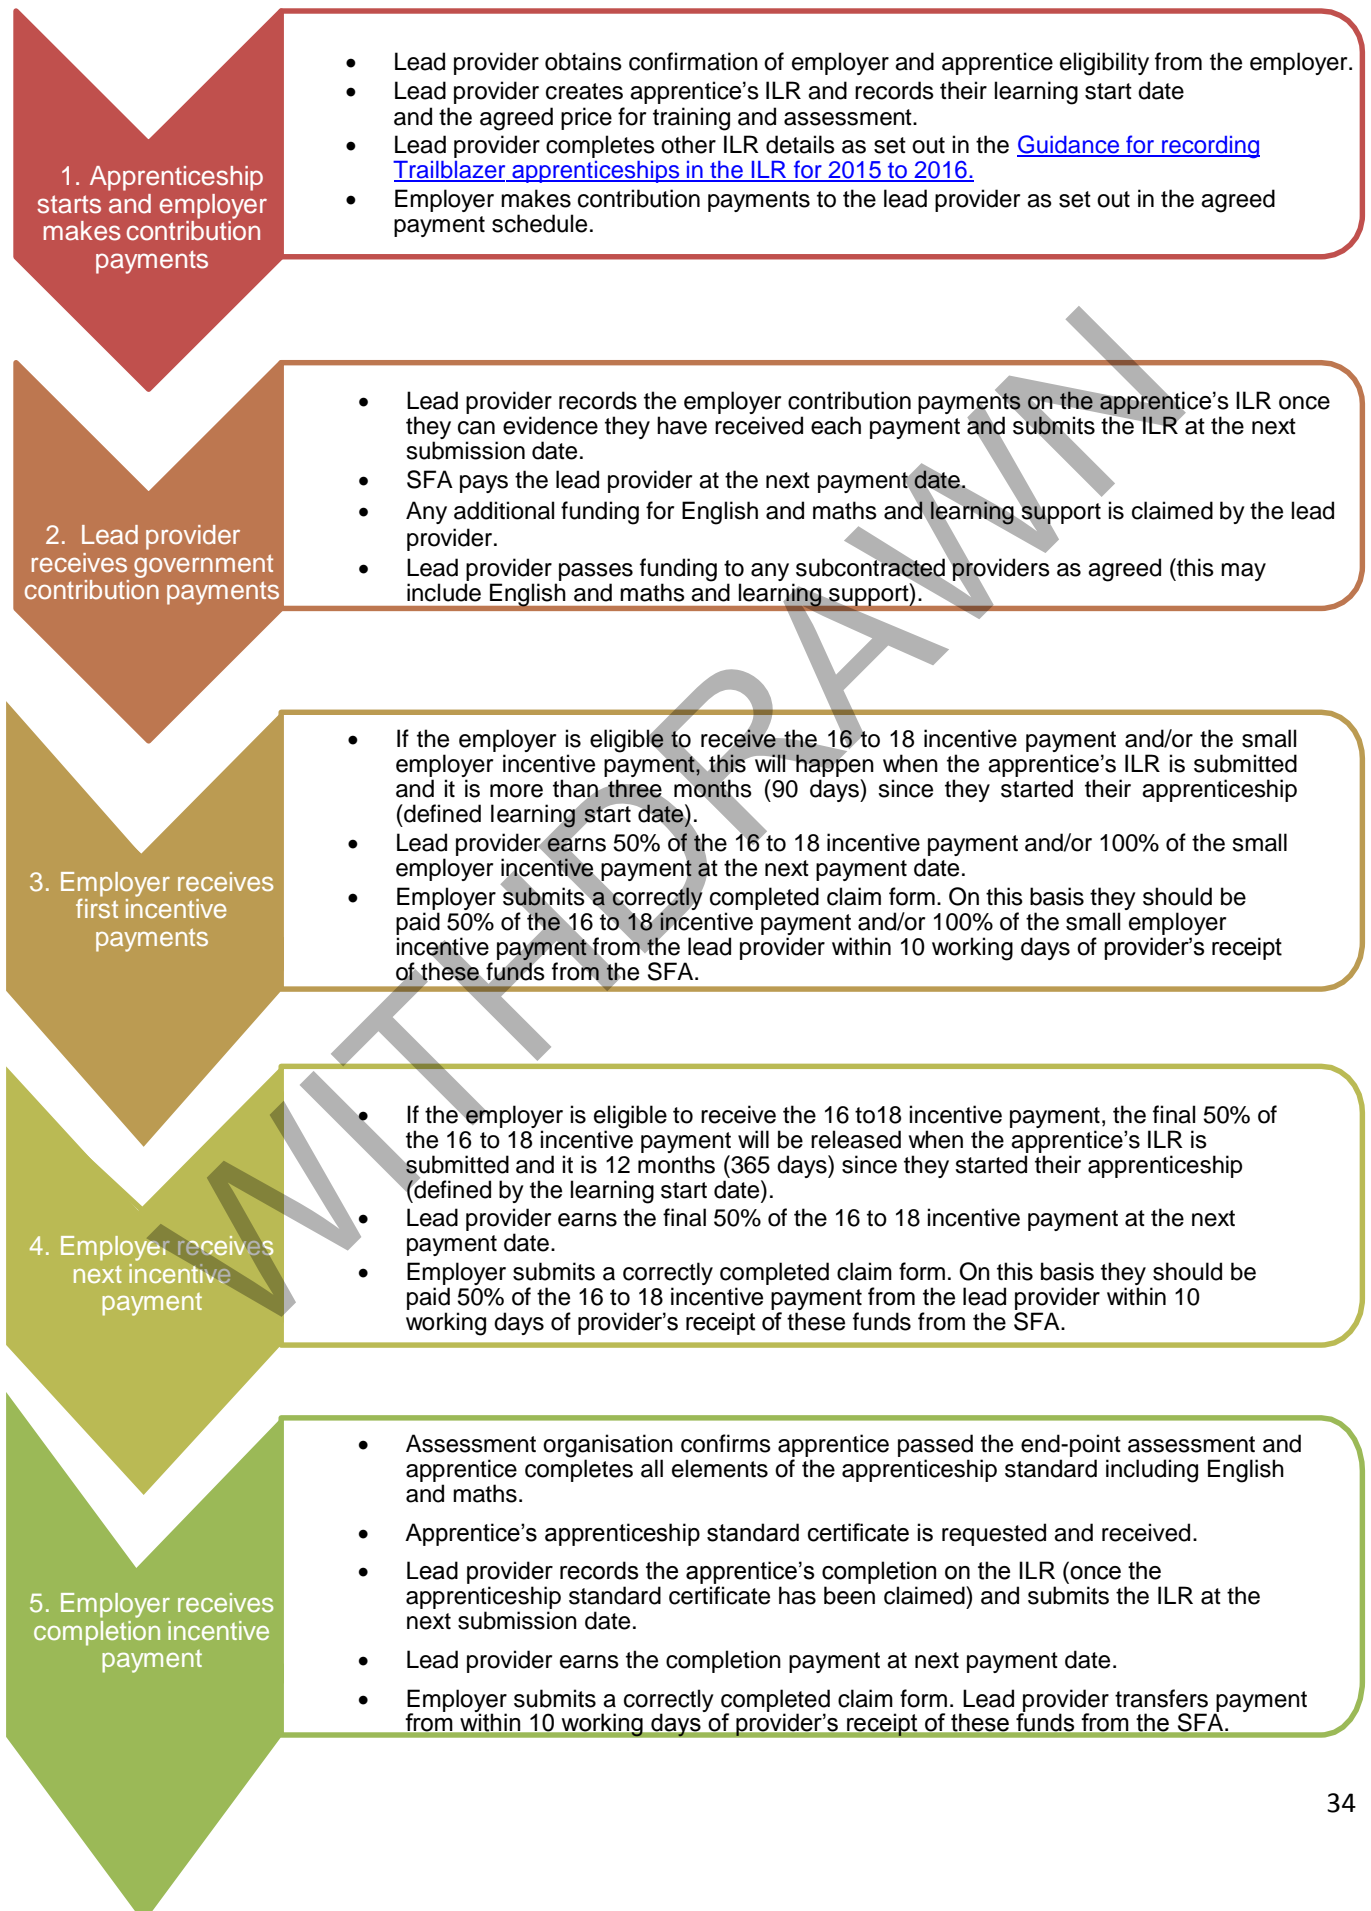 1. Apprenticeship
starts and employer
makes contribution
payments
• Lead provider obtains confirmation of employer and apprentice eligibility from the employer.
• Lead provider creates apprentice’s ILR and records their learning start date
and the agreed price for training and assessment.
• Lead provider completes other ILR details as set out in the Guidance for recording
Trailblazer apprenticeships in the ILR for 2015 to 2016.
• Employer makes contribution payments to the lead provider as set out in the agreed
payment schedule.
2. Lead provider
receives government
contribution payments
• Lead provider records the employer contribution payments on the apprentice’s ILR once
they can evidence they have received each payment and submits the ILR at the next
submission date.
• SFA pays the lead provider at the next payment date.
• Any additional funding for English and maths and learning support is claimed by the lead
provider.
• Lead provider passes funding to any subcontracted providers as agreed (this may
include English and maths and learning support).
3. Employer receives
first incentive
payments
• If the employer is eligible to receive the 16 to 18 incentive payment and/or the small
employer incentive payment, this will happen when the apprentice’s ILR is submitted
and it is more than three months (90 days) since they started their apprenticeship
(defined learning start date).
• Lead provider earns 50% of the 16 to 18 incentive payment and/or 100% of the small
employer incentive payment at the next payment date.
• Employer submits a correctly completed claim form. On this basis they should be
paid 50% of the 16 to 18 incentive payment and/or 100% of the small employer
incentive payment from the lead provider within 10 working days of provider’s receipt
of these funds from the SFA.
4. Employer receives
next incentive
payment
• If the employer is eligible to receive the 16 to18 incentive payment, the final 50% of
the 16 to 18 incentive payment will be released when the apprentice’s ILR is
submitted and it is 12 months (365 days) since they started their apprenticeship
(defined by the learning start date).
• Lead provider earns the final 50% of the 16 to 18 incentive payment at the next
payment date.
• Employer submits a correctly completed claim form. On this basis they should be
paid 50% of the 16 to 18 incentive payment from the lead provider within 10
working days of provider’s receipt of these funds from the SFA.
5. Employer receives
completion incentive
payment
• Assessment organisation confirms apprentice passed the end-point assessment and
apprentice completes all elements of the apprenticeship standard including English
and maths.
• Apprentice’s apprenticeship standard certificate is requested and received.
• Lead provider records the apprentice’s completion on the ILR (once the
apprenticeship standard certificate has been claimed) and submits the ILR at the
next submission date.
• Lead provider earns the completion payment at next payment date.
• Employer submits a correctly completed claim form. Lead provider transfers payment
from within 10 working days of provider’s receipt of these funds from the SFA.
WITHDRAWN
34